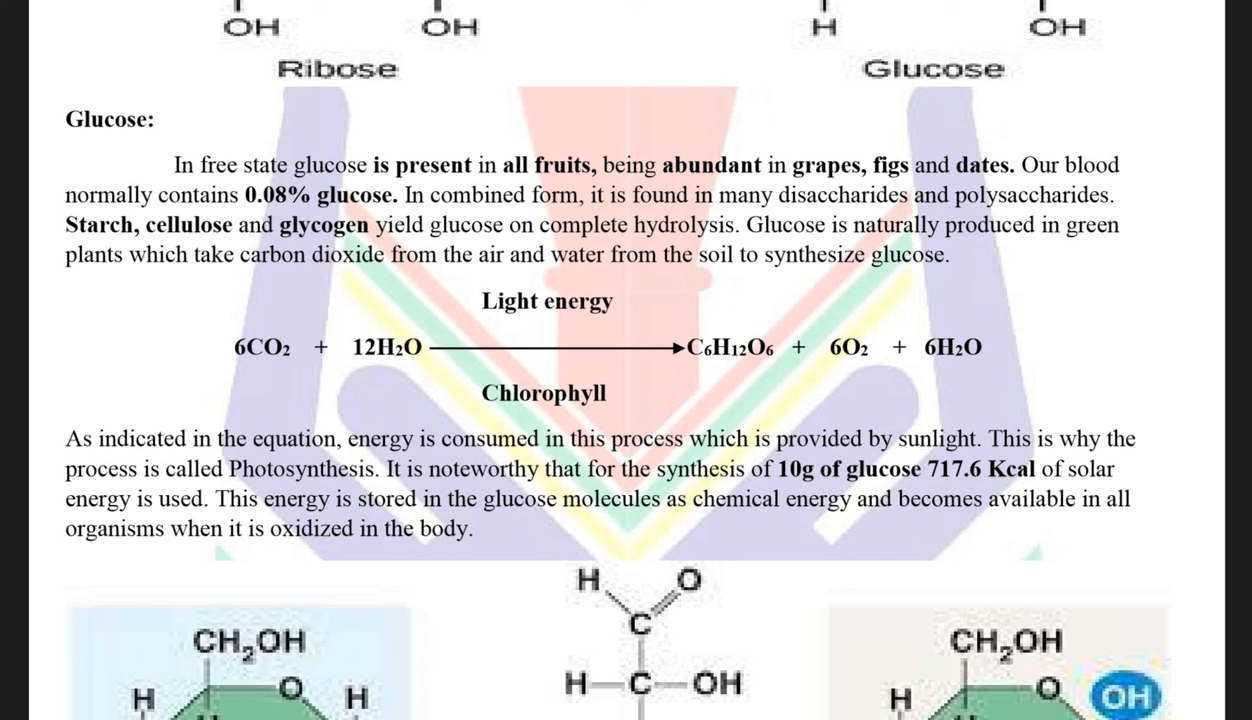 OH OH H OH
Ribose Glucose
Glucose:
In free state glucose is present in all fruits, being abundant in grapes, figs and dates. Our blood
normally contains 0.08% glucose. In combined form, it is found in many disaccharides and polysaccharides.
Starch, cellulose and glycogen yield glucose on complete hydrolysis. Glucose is naturally produced in green
plants which take carbon dioxide from the air and water from the soil to synthesize glucose.
Light energy
6CO₂ + 12H₂O ⟶ C₆H₁₂O₆ + 6O₂ + 6H₂O
Chlorophyll
As indicated in the equation, energy is consumed in this process which is provided by sunlight. This is why the
process is called Photosynthesis. It is noteworthy that for the synthesis of 10g of glucose 717.6 Kcal of solar
energy is used. This energy is stored in the glucose molecules as chemical energy and becomes available in all
organisms when it is oxidized in the body.
H O
C
CH₂OH CH₂OH
H—C—OH
H O H H O OH